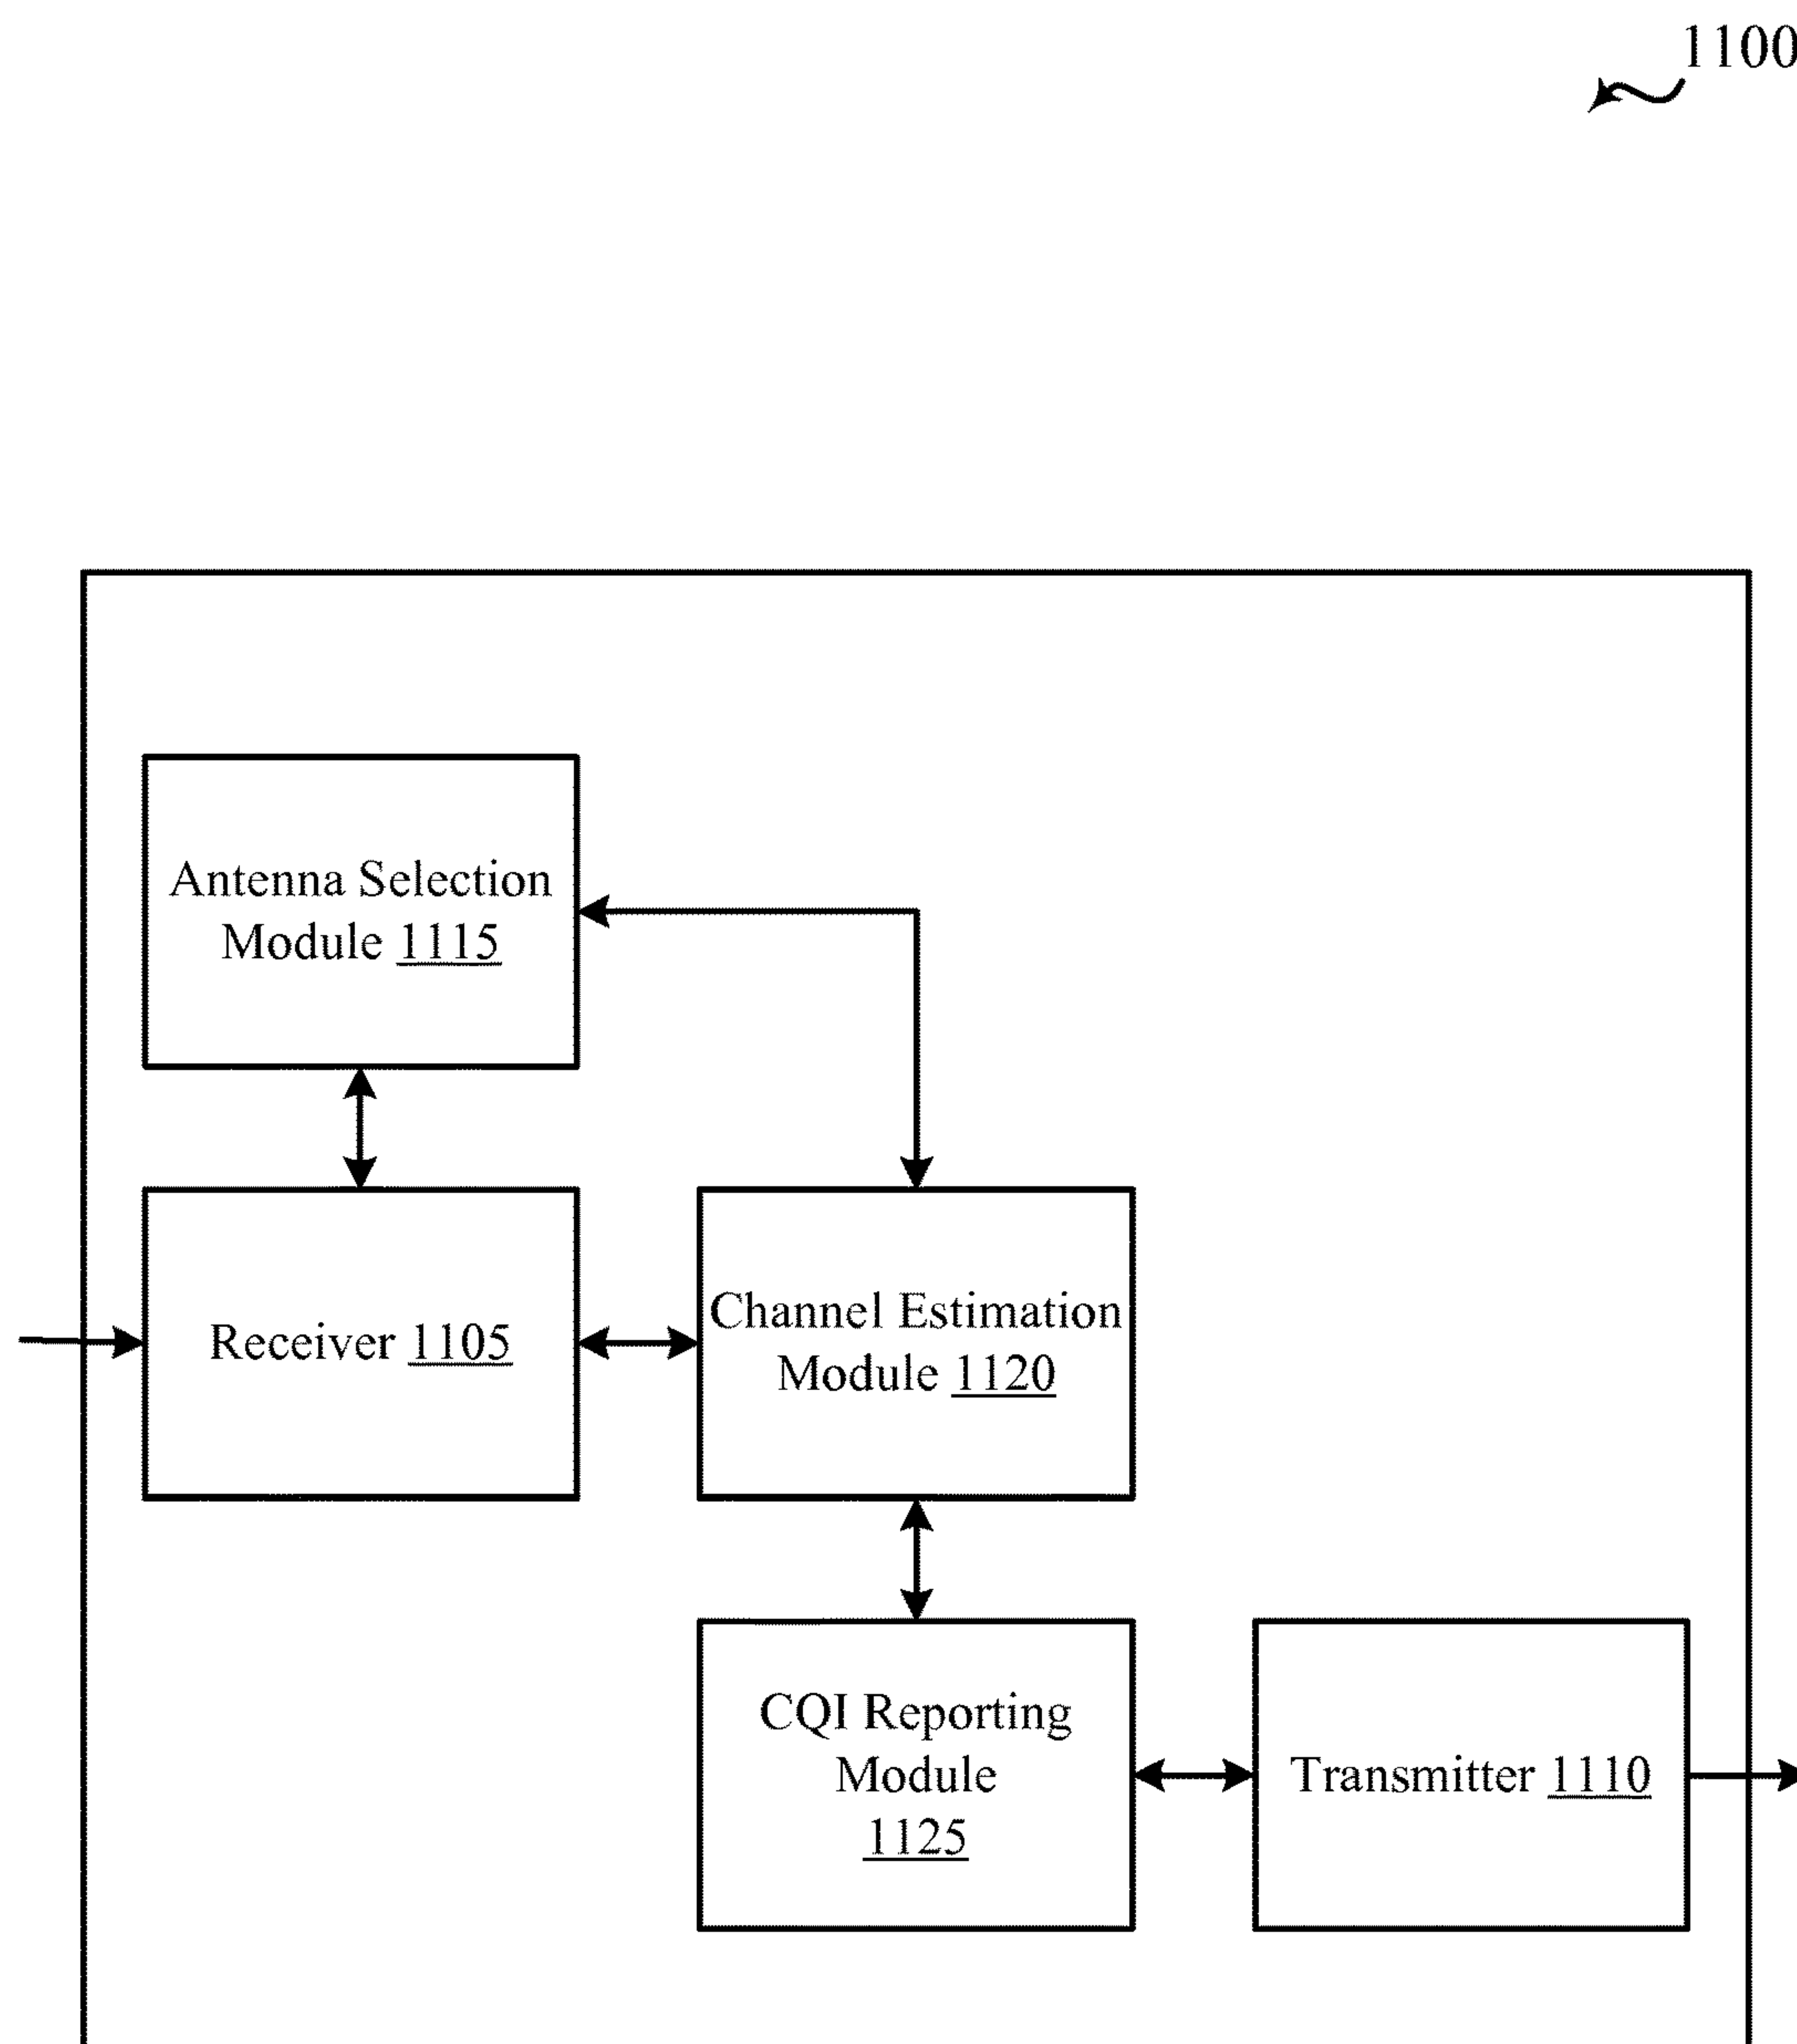 1100
Antenna Selection
Module 1115
Receiver 1105
Channel Estimation
Module 1120
CQI Reporting
Module
1125
Transmitter 1110